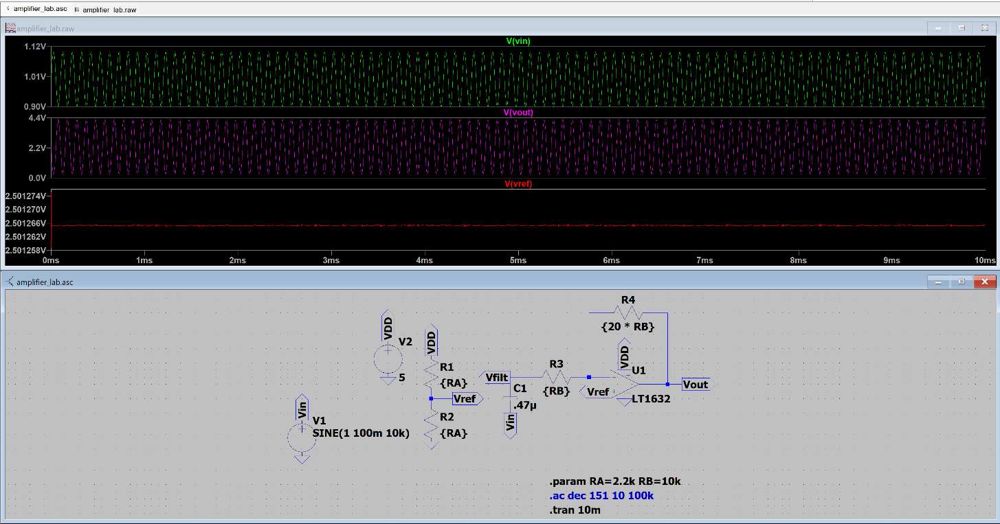 amplifier_lab.asc
amplifier_lab.raw
amplifier_lab.raw
V(vin)
1.12V
1.01V
0.90V
V(vout)
4.4V
2.2V
0.0V
V(vref)
2.501274V
2.501270V
2.501266V
2.501262V
2.501258V
0ms 1ms 2ms 3ms 4ms 5ms 6ms 7ms 8ms 9ms 10ms
amplifier_lab.asc
R4
{20 * RB}
VDD
V2
5
VDD
R1
{RA}
Vref
R2
{RA}
Vin
V1
SINE(1 100m 10k)
Vfilt
C1
.47µ
Vin
R3
{RB}
VDD
U1
Vref
LT1632
Vout
.param RA=2.2k RB=10k
.ac dec 151 10 100k
.tran 10m